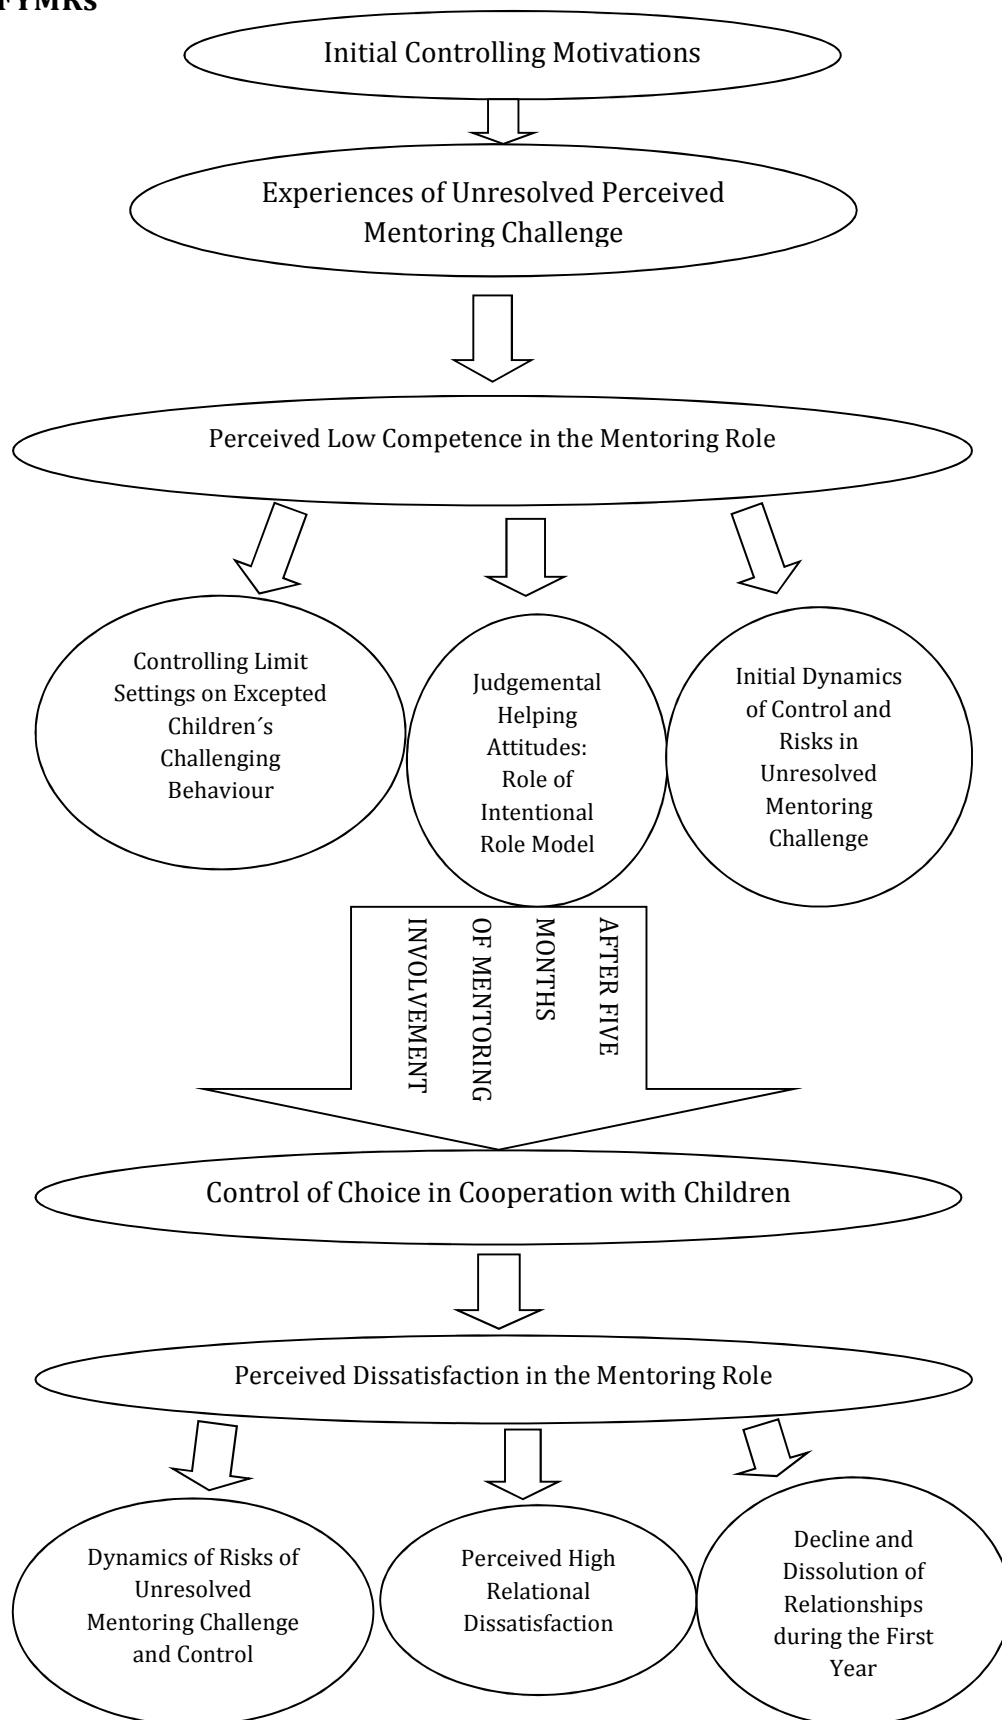 FYMRs
Initial Controlling Motivations
Experiences of Unresolved Perceived
Mentoring Challenge
Perceived Low Competence in the Mentoring Role
Controlling Limit
Settings on Excepted
Children´s
Challenging
Behaviour
Judgemental
Helping
Attitudes:
Role of
Intentional
Role Model
Initial Dynamics
of Control and
Risks in
Unresolved
Mentoring
Challenge
AFTER FIVE
MONTHS
OF MENTORING
INVOLVEMENT
Control of Choice in Cooperation with Children
Perceived Dissatisfaction in the Mentoring Role
Dynamics of Risks of
Unresolved
Mentoring Challenge
and Control
Perceived High
Relational
Dissatisfaction
Decline and
Dissolution of
Relationships
during the First
Year